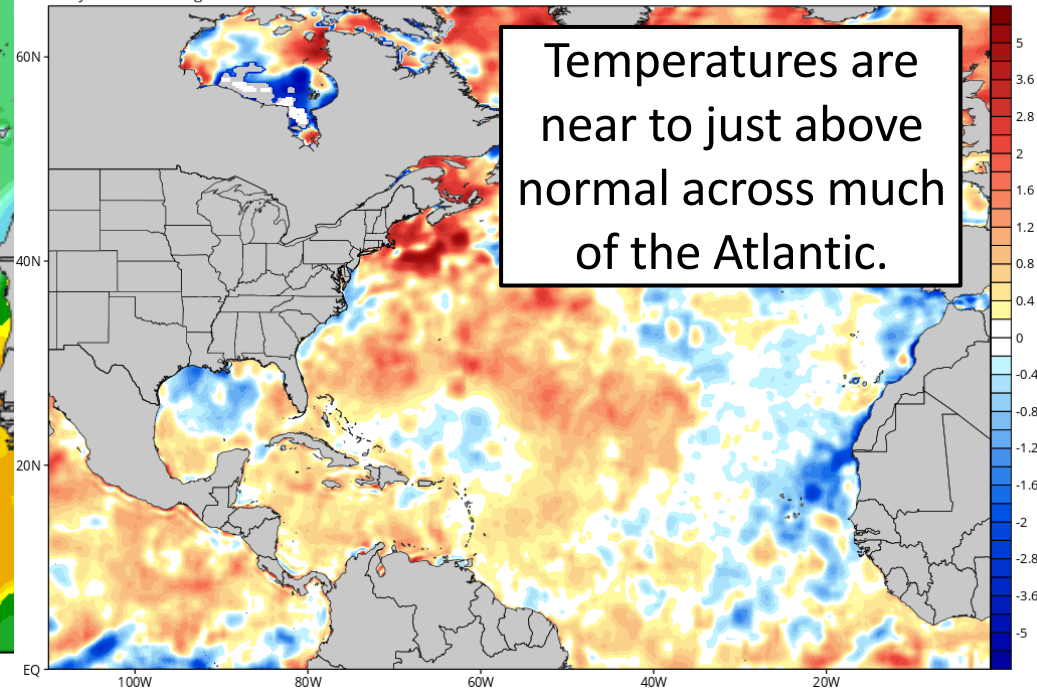 Temperatures are
near to just above
normal across much
of the Atlantic.
60N
40N
20N
EQ
100W
80W
60W
40W
20W
5
3.6
2.8
2
1.6
1.2
0.8
0.4
0
-0.4
-0.8
-1.2
-1.6
-2
-2.8
-3.6
-5